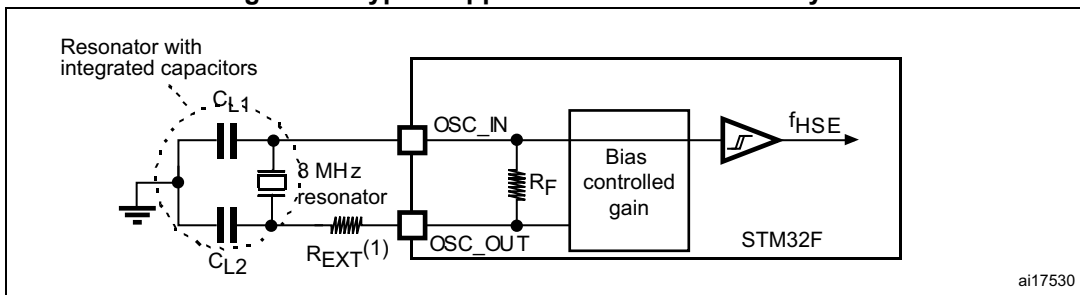 Resonator with
integrated capacitors
CL1
OSC_IN
fHSE
8 MHz
resonator
RF
Bias
controlled
gain
CL2
REXT(1)
OSC_OUT
STM32F
ai17530